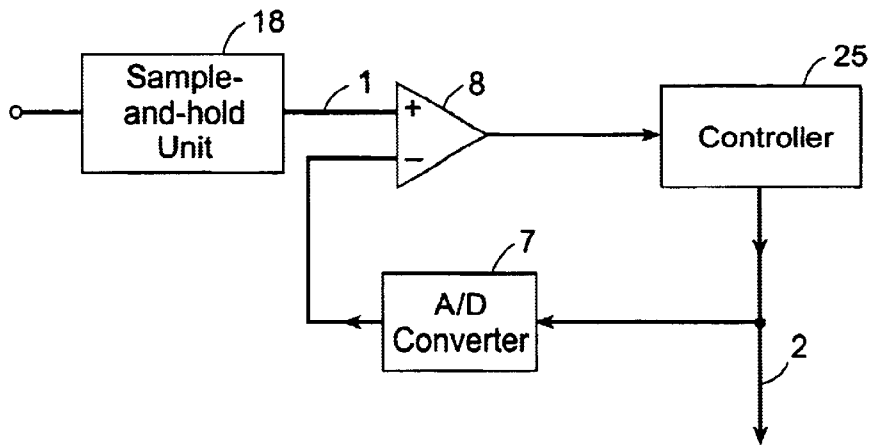 18
Sample-
and-hold
Unit
1
+
−
8
25
Controller
7
A/D
Converter
2